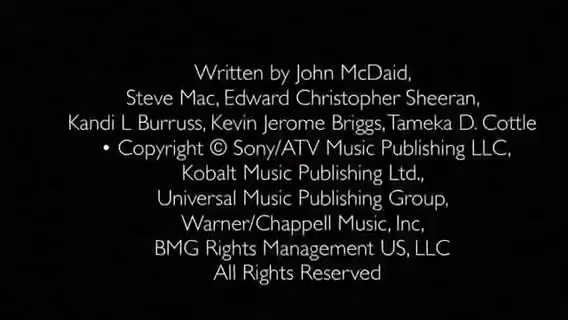 Written by John McDaid,
Steve Mac, Edward Christopher Sheeran,
Kandi L Burruss, Kevin Jerome Briggs, Tameka D. Cottle
• Copyright © Sony/ATV Music Publishing LLC,
Kobalt Music Publishing Ltd.,
Universal Music Publishing Group,
Warner/Chappell Music, Inc,
BMG Rights Management US, LLC
All Rights Reserved